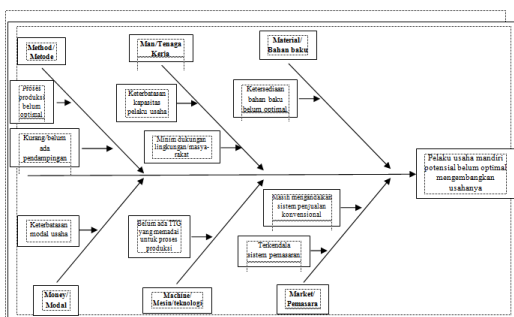 Method/
Metode
Man/Tenaga
Kerja
Material/
Bahan baku
Proses
produksi
belum
optimal
Keterbatasan
kapasitas
pelaku usaha
Ketersediaan
bahan baku
belum optimal
Kurang/belum
ada
pendampingan
Minim dukungan
lingkungan/masya-
rakat
Pelaku usaha mandiri
potensial belum optimal
mengembangkan
usahanya
Keterbatasan
modal usaha
Belum ada TTG
yang memadai
untuk proses
produksi
Masih mengandalkan
sistem penjualan
konvensional
Terkendala
sistem pemasaran
Money/
Modal
Machine/
Mesin/teknologi
Market/
Pemasara